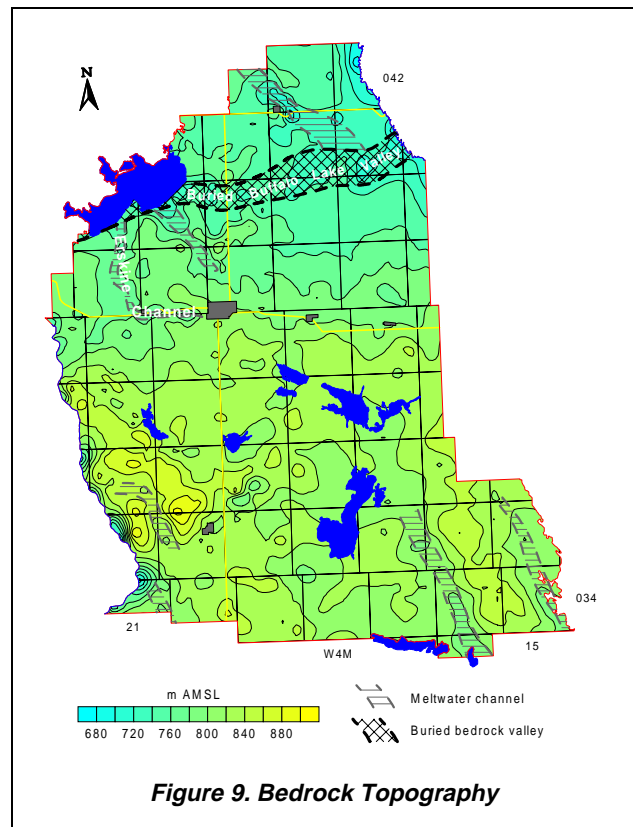 N
042
Buried Buffalo Lake Valley
Erskine
Channel
034
21
15
W4M
m AMSL
680 720 760 800 840 880
Meltwater channel
Buried bedrock valley
Figure 9. Bedrock Topography